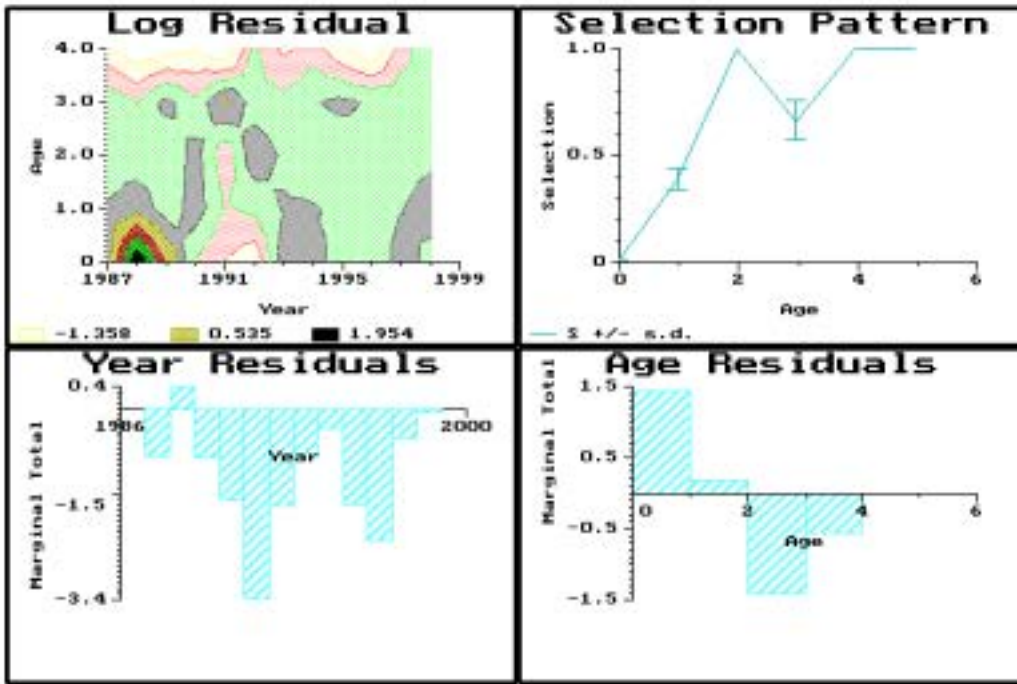 Log Residual
4.0
3.0
Age
2.0
1.0
0
1987 1991 1995 1999
Year
-1.358 0.535 1.954
Selection Pattern
1.0
Selection
0.5
0
0 2 4 6
Age
S +/- s.d.
Year Residuals
0.4
1986 2000
Year
Marginal Total
-1.5
-3.4
Age Residuals
1.5
Marginal Total
0.5
0 2 4 6
-0.5
Age
-1.5